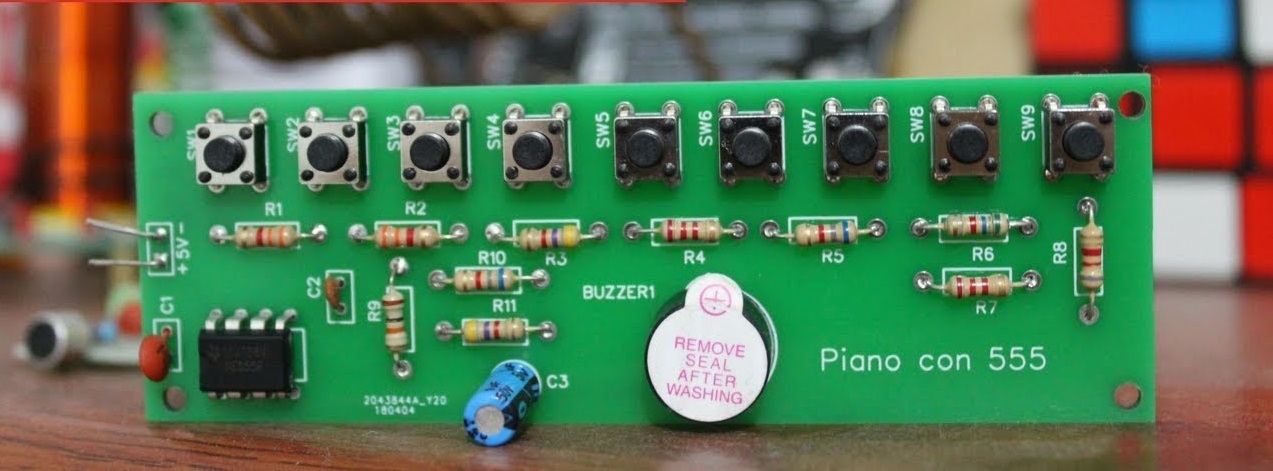 SW1
SW2
SW3
SW4
SW5
SW6
SW7
SW8
SW9
R1
R2
+5V-
R3
R4
R5
R6
R8
R10
C2
R9
R11
R7
BUZZER1
C1
REMOVE
SEAL
AFTER
WASHING
Piano con 555
C3
2043844A_Y20
180404